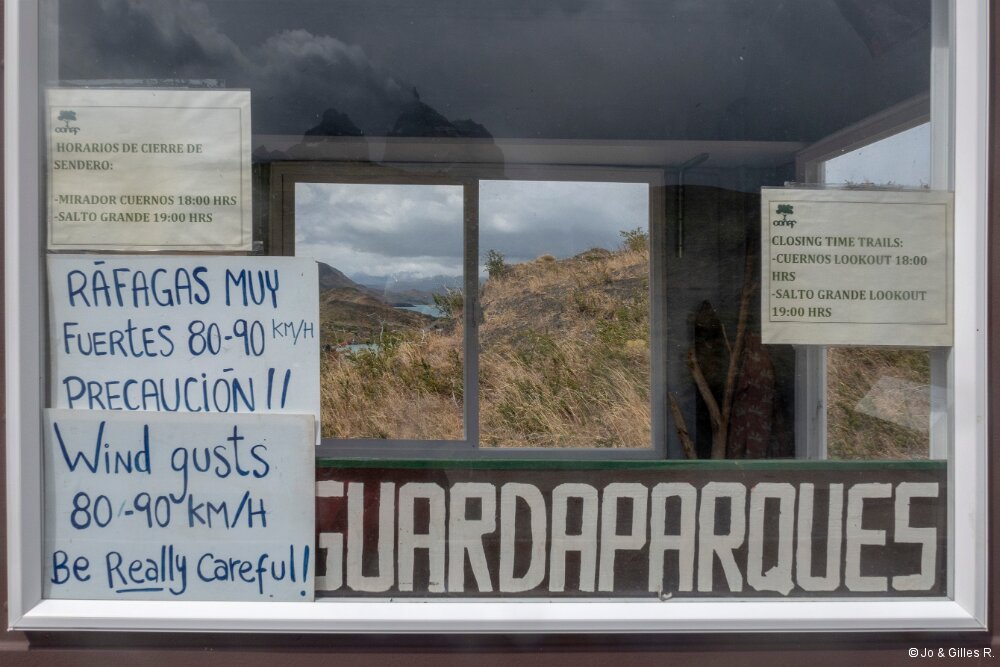 conaf
HORARIOS DE CIERRE DE
SENDERO:
-MIRADOR CUERNOS 18:00 HRS
-SALTO GRANDE 19:00 HRS
RÁFAGAS MUY
FUERTES 80-90 KM/H
PRECAUCIÓN !!
Wind gusts
80-90 KM/H
Be Really Careful!
conaf
CLOSING TIME TRAILS:
-CUERNOS LOOKOUT 18:00
HRS
-SALTO GRANDE LOOKOUT
19:00 HRS
GUARDAPARQUES
© Jo & Gilles R.